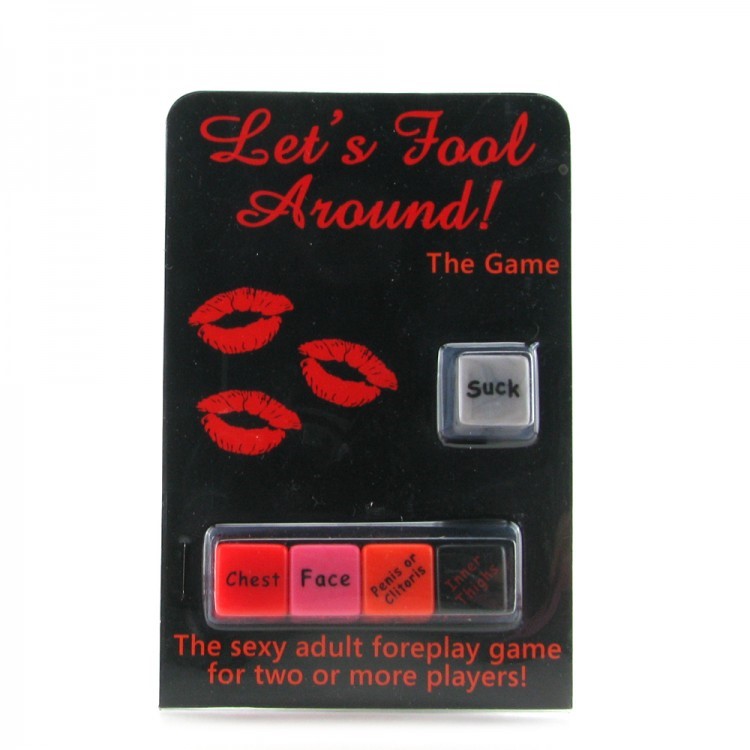 Let's Fool
Around!
The Game
Suck
Chest
Face
Penis or
Clitoris
Inner
Thighs
The sexy adult foreplay game
for two or more players!